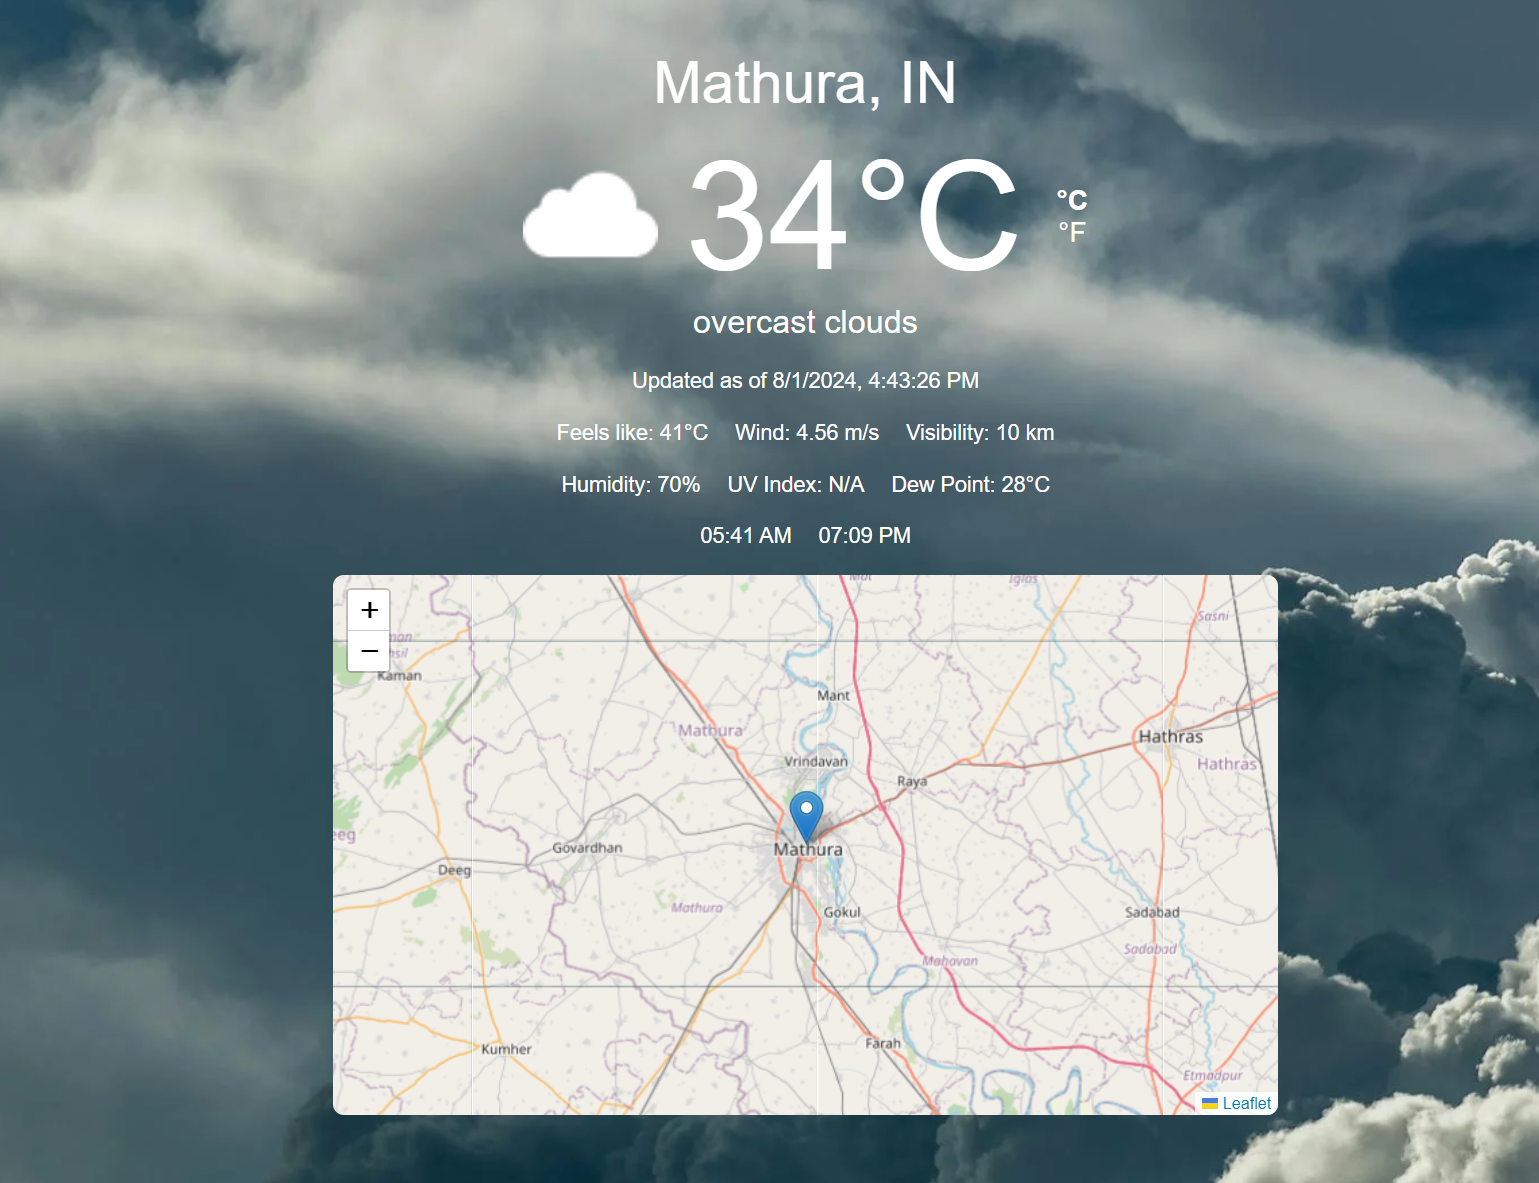 Mathura, IN
34°C
°C
°F
overcast clouds
Updated as of 8/1/2024, 4:43:26 PM
Feels like: 41°C Wind: 4.56 m/s Visibility: 10 km
Humidity: 70% UV Index: N/A Dew Point: 28°C
05:41 AM 07:09 PM
+
−
Iglas
Sasni
Kaman
Mant
Mathura
Hathras
Vrindavan
Hathras
Raya
Govardhan
Mathura
Deeg
Mathura
Gokul
Sadabad
Sadabad
Mahavan
Farah
Kumher
Etmadpur
Leaflet